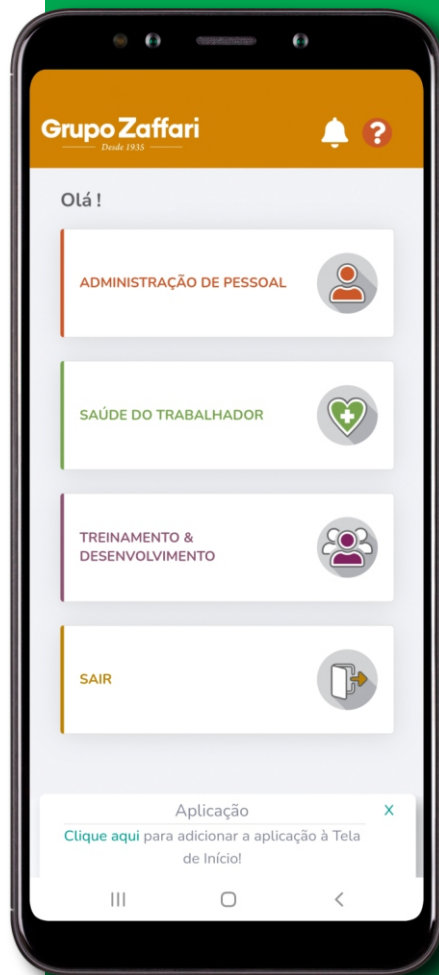 Grupo Zaffari
Desde 1935
?
Olá !
ADMINISTRAÇÃO DE PESSOAL
SAÚDE DO TRABALHADOR
TREINAMENTO &
DESENVOLVIMENTO
SAIR
Aplicação
X
Clique aqui para adicionar a aplicação à Tela
de Início!